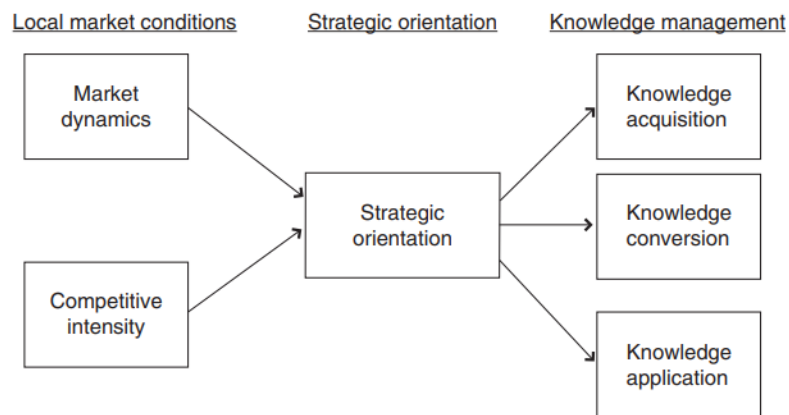 Local market conditions
Strategic orientation
Knowledge management
Market
dynamics
Competitive
intensity
Strategic
orientation
Knowledge
acquisition
Knowledge
conversion
Knowledge
application